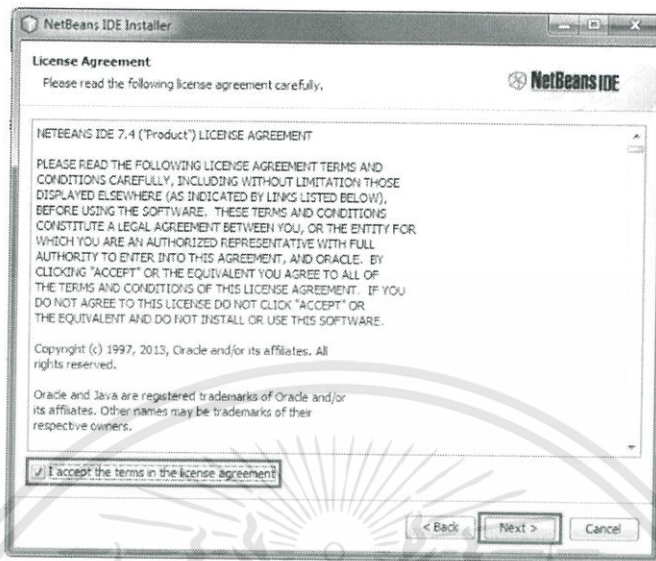 NetBeans IDE Installer
License Agreement
Please read the following license agreement carefully.
NetBeans IDE
NETBEANS IDE 7.4 ("Product") LICENSE AGREEMENT
PLEASE READ THE FOLLOWING LICENSE AGREEMENT TERMS AND
CONDITIONS CAREFULLY, INCLUDING WITHOUT LIMITATION THOSE
DISPLAYED ELSEWHERE (AS INDICATED BY LINKS LISTED BELOW),
BEFORE USING THE SOFTWARE. THESE TERMS AND CONDITIONS
CONSTITUTE A LEGAL AGREEMENT BETWEEN YOU, OR THE ENTITY FOR
WHICH YOU ARE AN AUTHORIZED REPRESENTATIVE WITH FULL
AUTHORITY TO ENTER INTO THIS AGREEMENT, AND ORACLE. BY
CLICKING "ACCEPT" OR THE EQUIVALENT YOU AGREE TO ALL OF
THE TERMS AND CONDITIONS OF THIS LICENSE AGREEMENT. IF YOU
DO NOT AGREE TO THIS LICENSE DO NOT CLICK "ACCEPT" OR
THE EQUIVALENT AND DO NOT INSTALL OR USE THIS SOFTWARE.
Copyright (c) 1997, 2013, Oracle and/or its affiliates. All
rights reserved.
Oracle and Java are registered trademarks of Oracle and/or
its affiliates. Other names may be trademarks of their
respective owners.
I accept the terms in the license agreement
< Back Next > Cancel